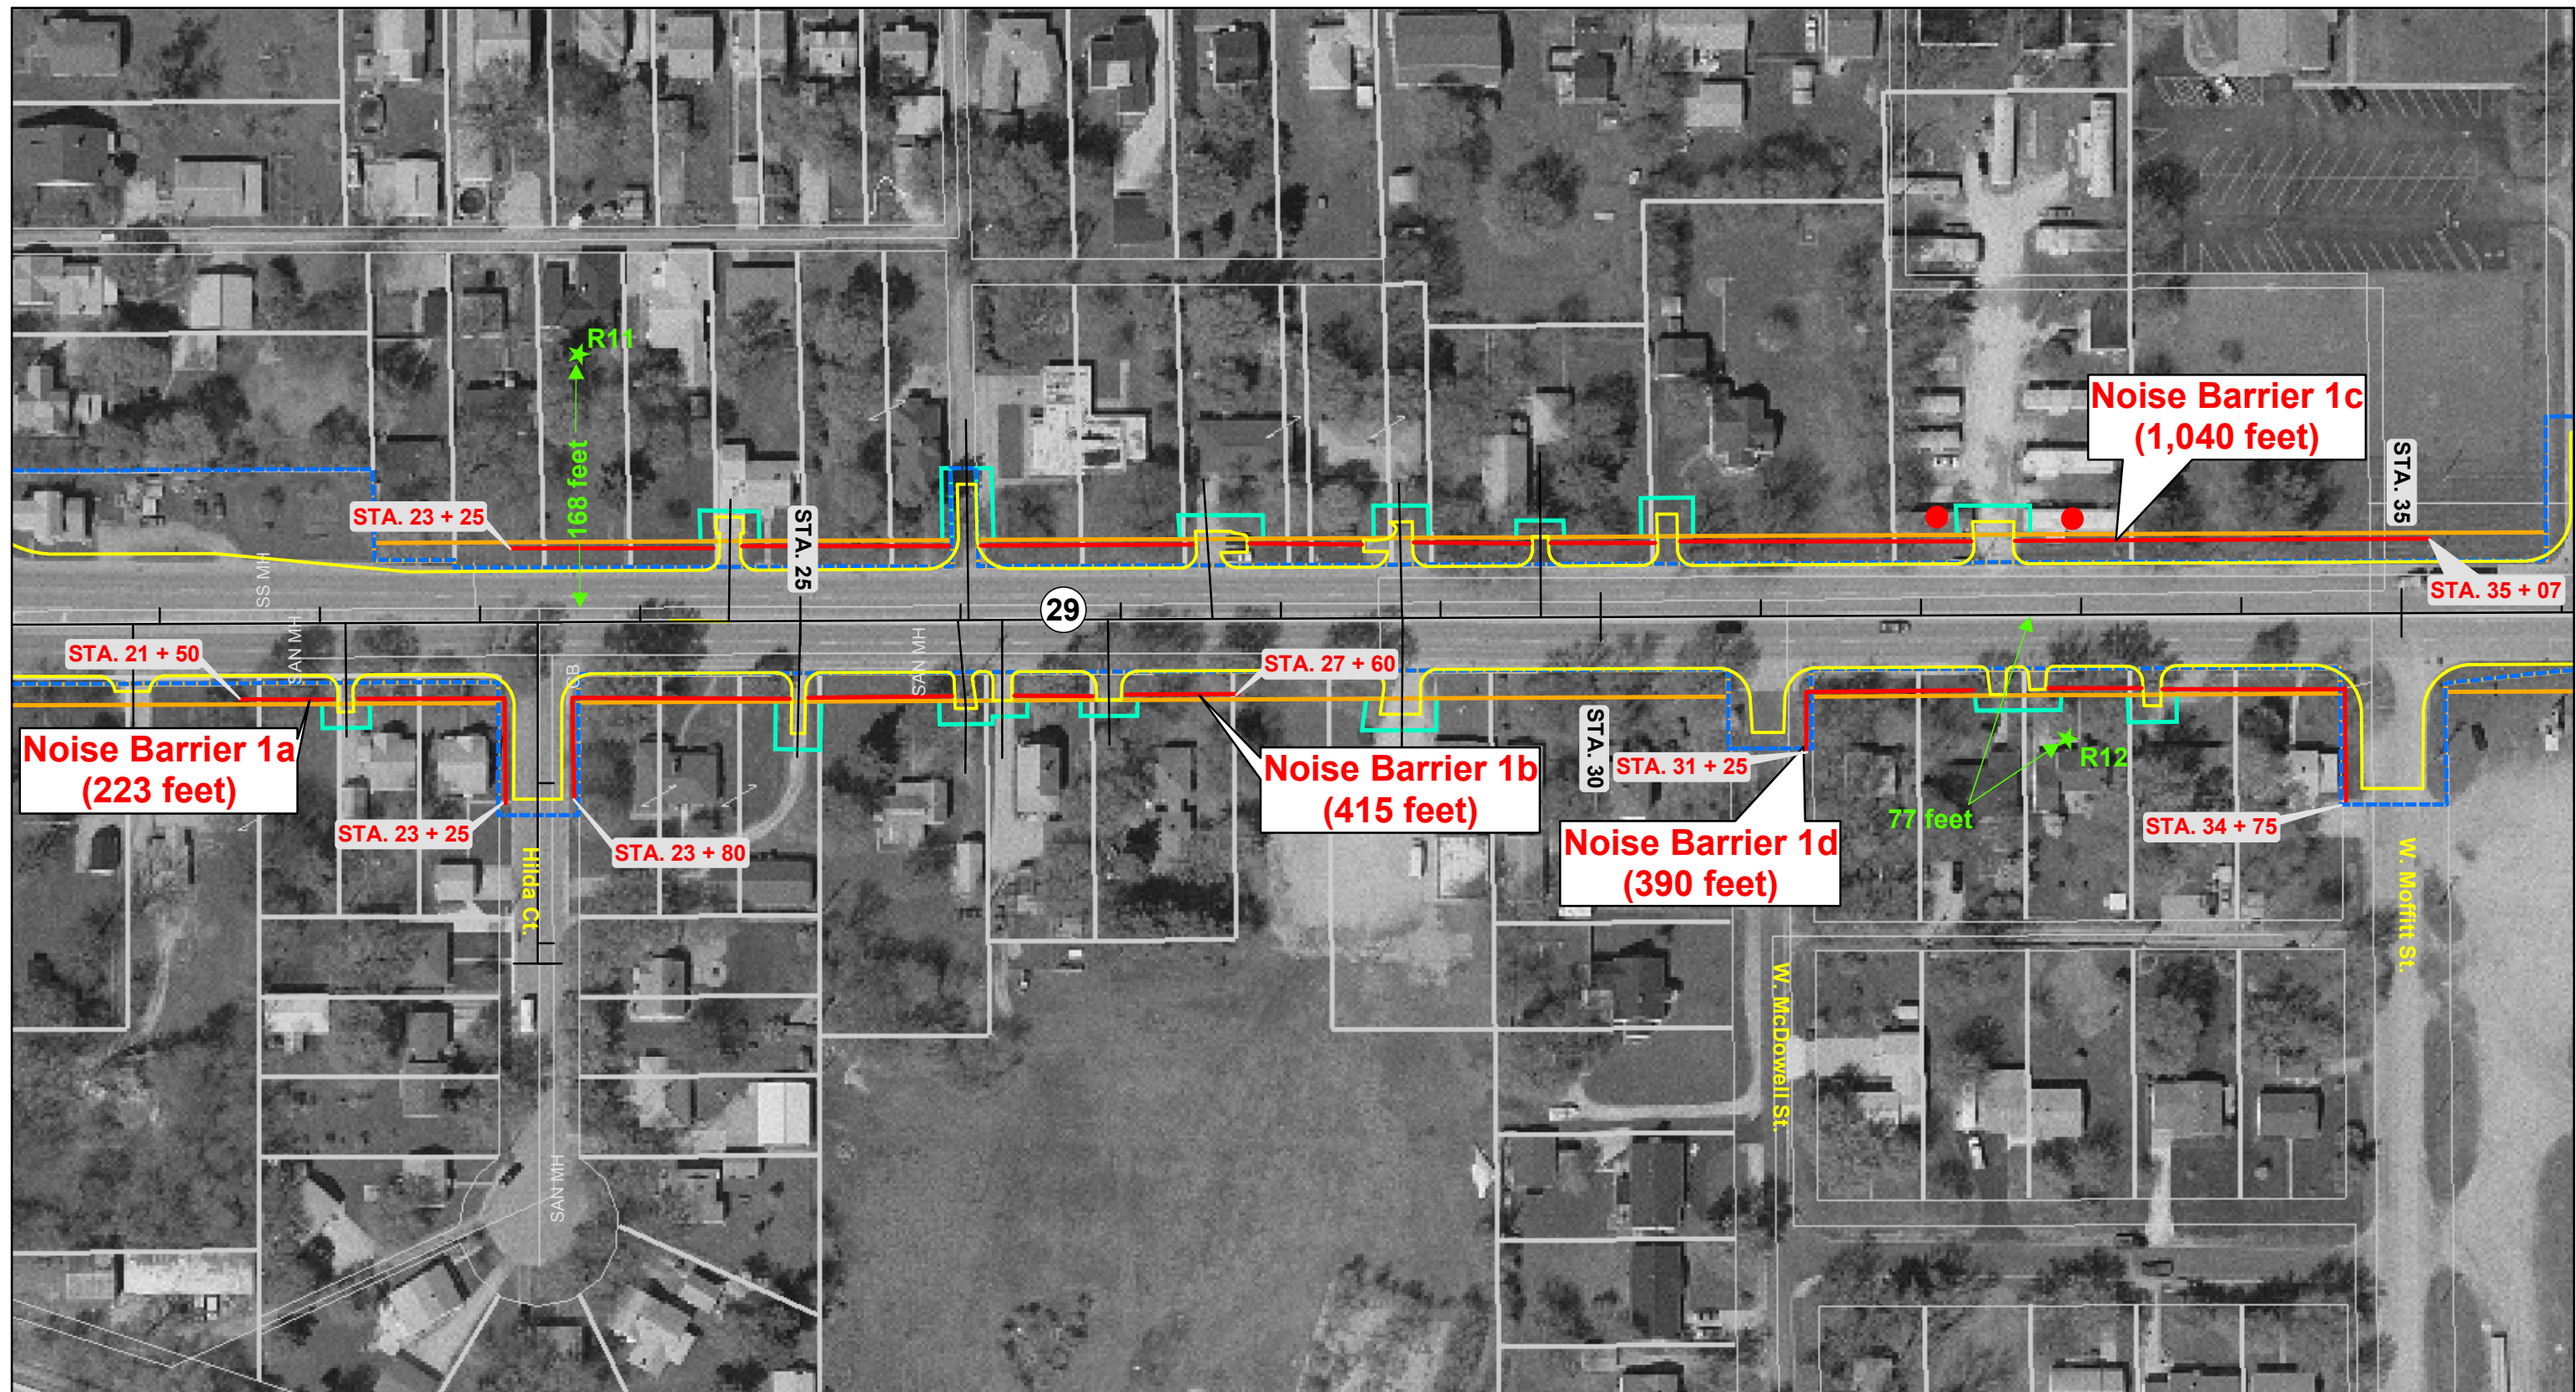 R11
168 feet
Noise Barrier 1c
(1,040 feet)
STA. 23 + 25
STA. 25
STA. 35
SS MH
STA. 35 + 07
29
SAN MH
STA. 21 + 50
SAN MH
STA. 27 + 60
Noise Barrier 1a
(223 feet)
STA. 30
STA. 31 + 25
R12
Noise Barrier 1b
(415 feet)
77 feet
STA. 23 + 25
STA. 23 + 80
STA. 34 + 75
Noise Barrier 1d
(390 feet)
Hilda Ct.
W. Moffitt St.
W. McDowell St.
SAN MH